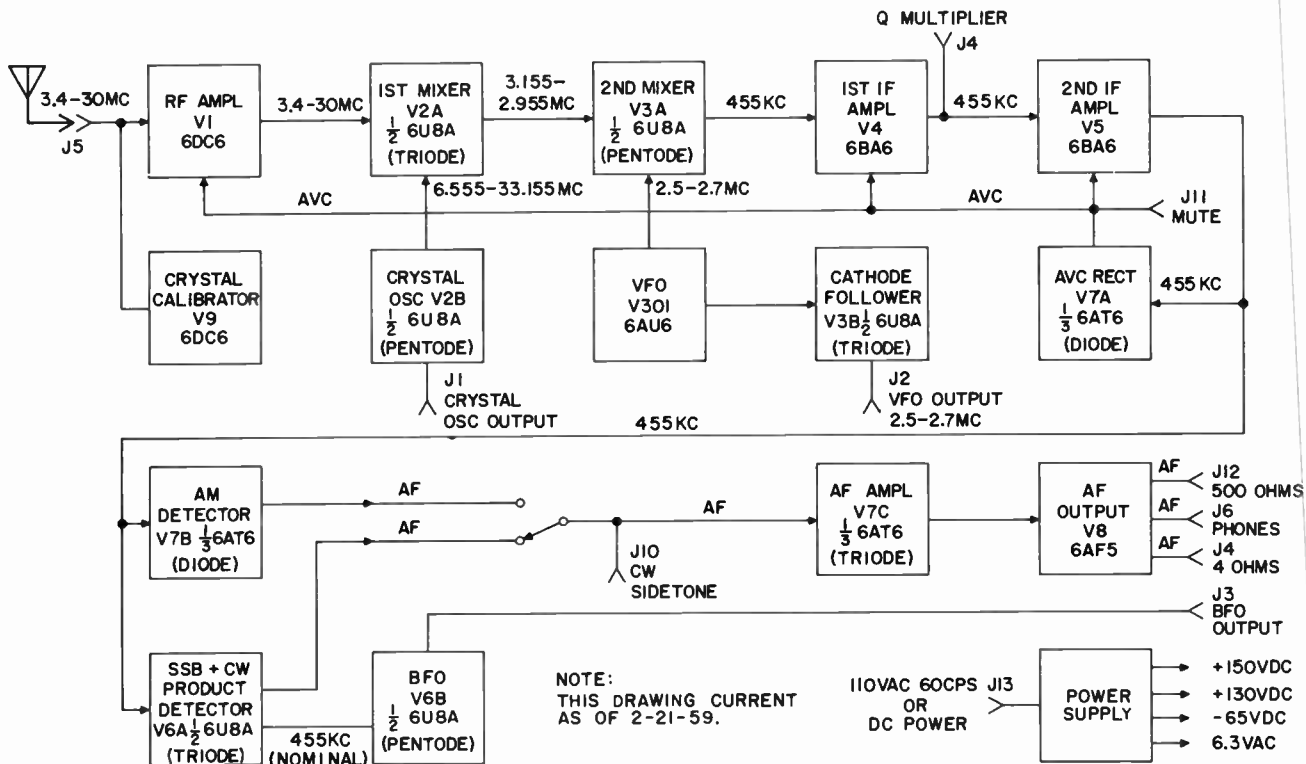 Q MULTIPLIER
J4
3.4-30MC
J5
RF AMPL
V1
6DC6
3.4-30MC
1ST MIXER
V2A
1/2 6U8A
(TRIODE)
3.155-
2.955MC
2ND MIXER
V3A
1/2 6U8A
(PENTODE)
455KC
1ST IF
AMPL
V4
6BA6
455KC
2ND IF
AMPL
V5
6BA6
AVC
6.555-33.155MC
2.5-2.7MC
AVC
J11
MUTE
CRYSTAL
CALIBRATOR
V9
6DC6
CRYSTAL
OSC V2B
1/2 6U8A
(PENTODE)
VFO
V301
6AU6
CATHODE
FOLLOWER
V3B 1/2 6U8A
(TRIODE)
AVC RECT
V7A
1/3 6AT6
(DIODE)
455KC
J1
CRYSTAL
OSC OUTPUT
J2
VFO OUTPUT
2.5-2.7MC
455KC
AM
DETECTOR
V7B 1/3 6AT6
(DIODE)
AF
AF
AF
J10
CW
SIDETONE
AF AMPL
V7C
1/3 6AT6
(TRIODE)
AF
OUTPUT
V8
6AF5
AF
J12
500 OHMS
AF
J6
PHONES
AF
J4
4 OHMS
J3
BFO
OUTPUT
SSB + CW
PRODUCT
DETECTOR
V6A 1/2 6U8A
(TRIODE)
455KC
(NOMINAL)
BFO
V6B
1/2 6U8A
(PENTODE)
NOTE:
THIS DRAWING CURRENT
AS OF 2-21-59.
110VAC 60CPS J13
OR
DC POWER
POWER
SUPPLY
+150VDC
+130VDC
-65VDC
6.3VAC